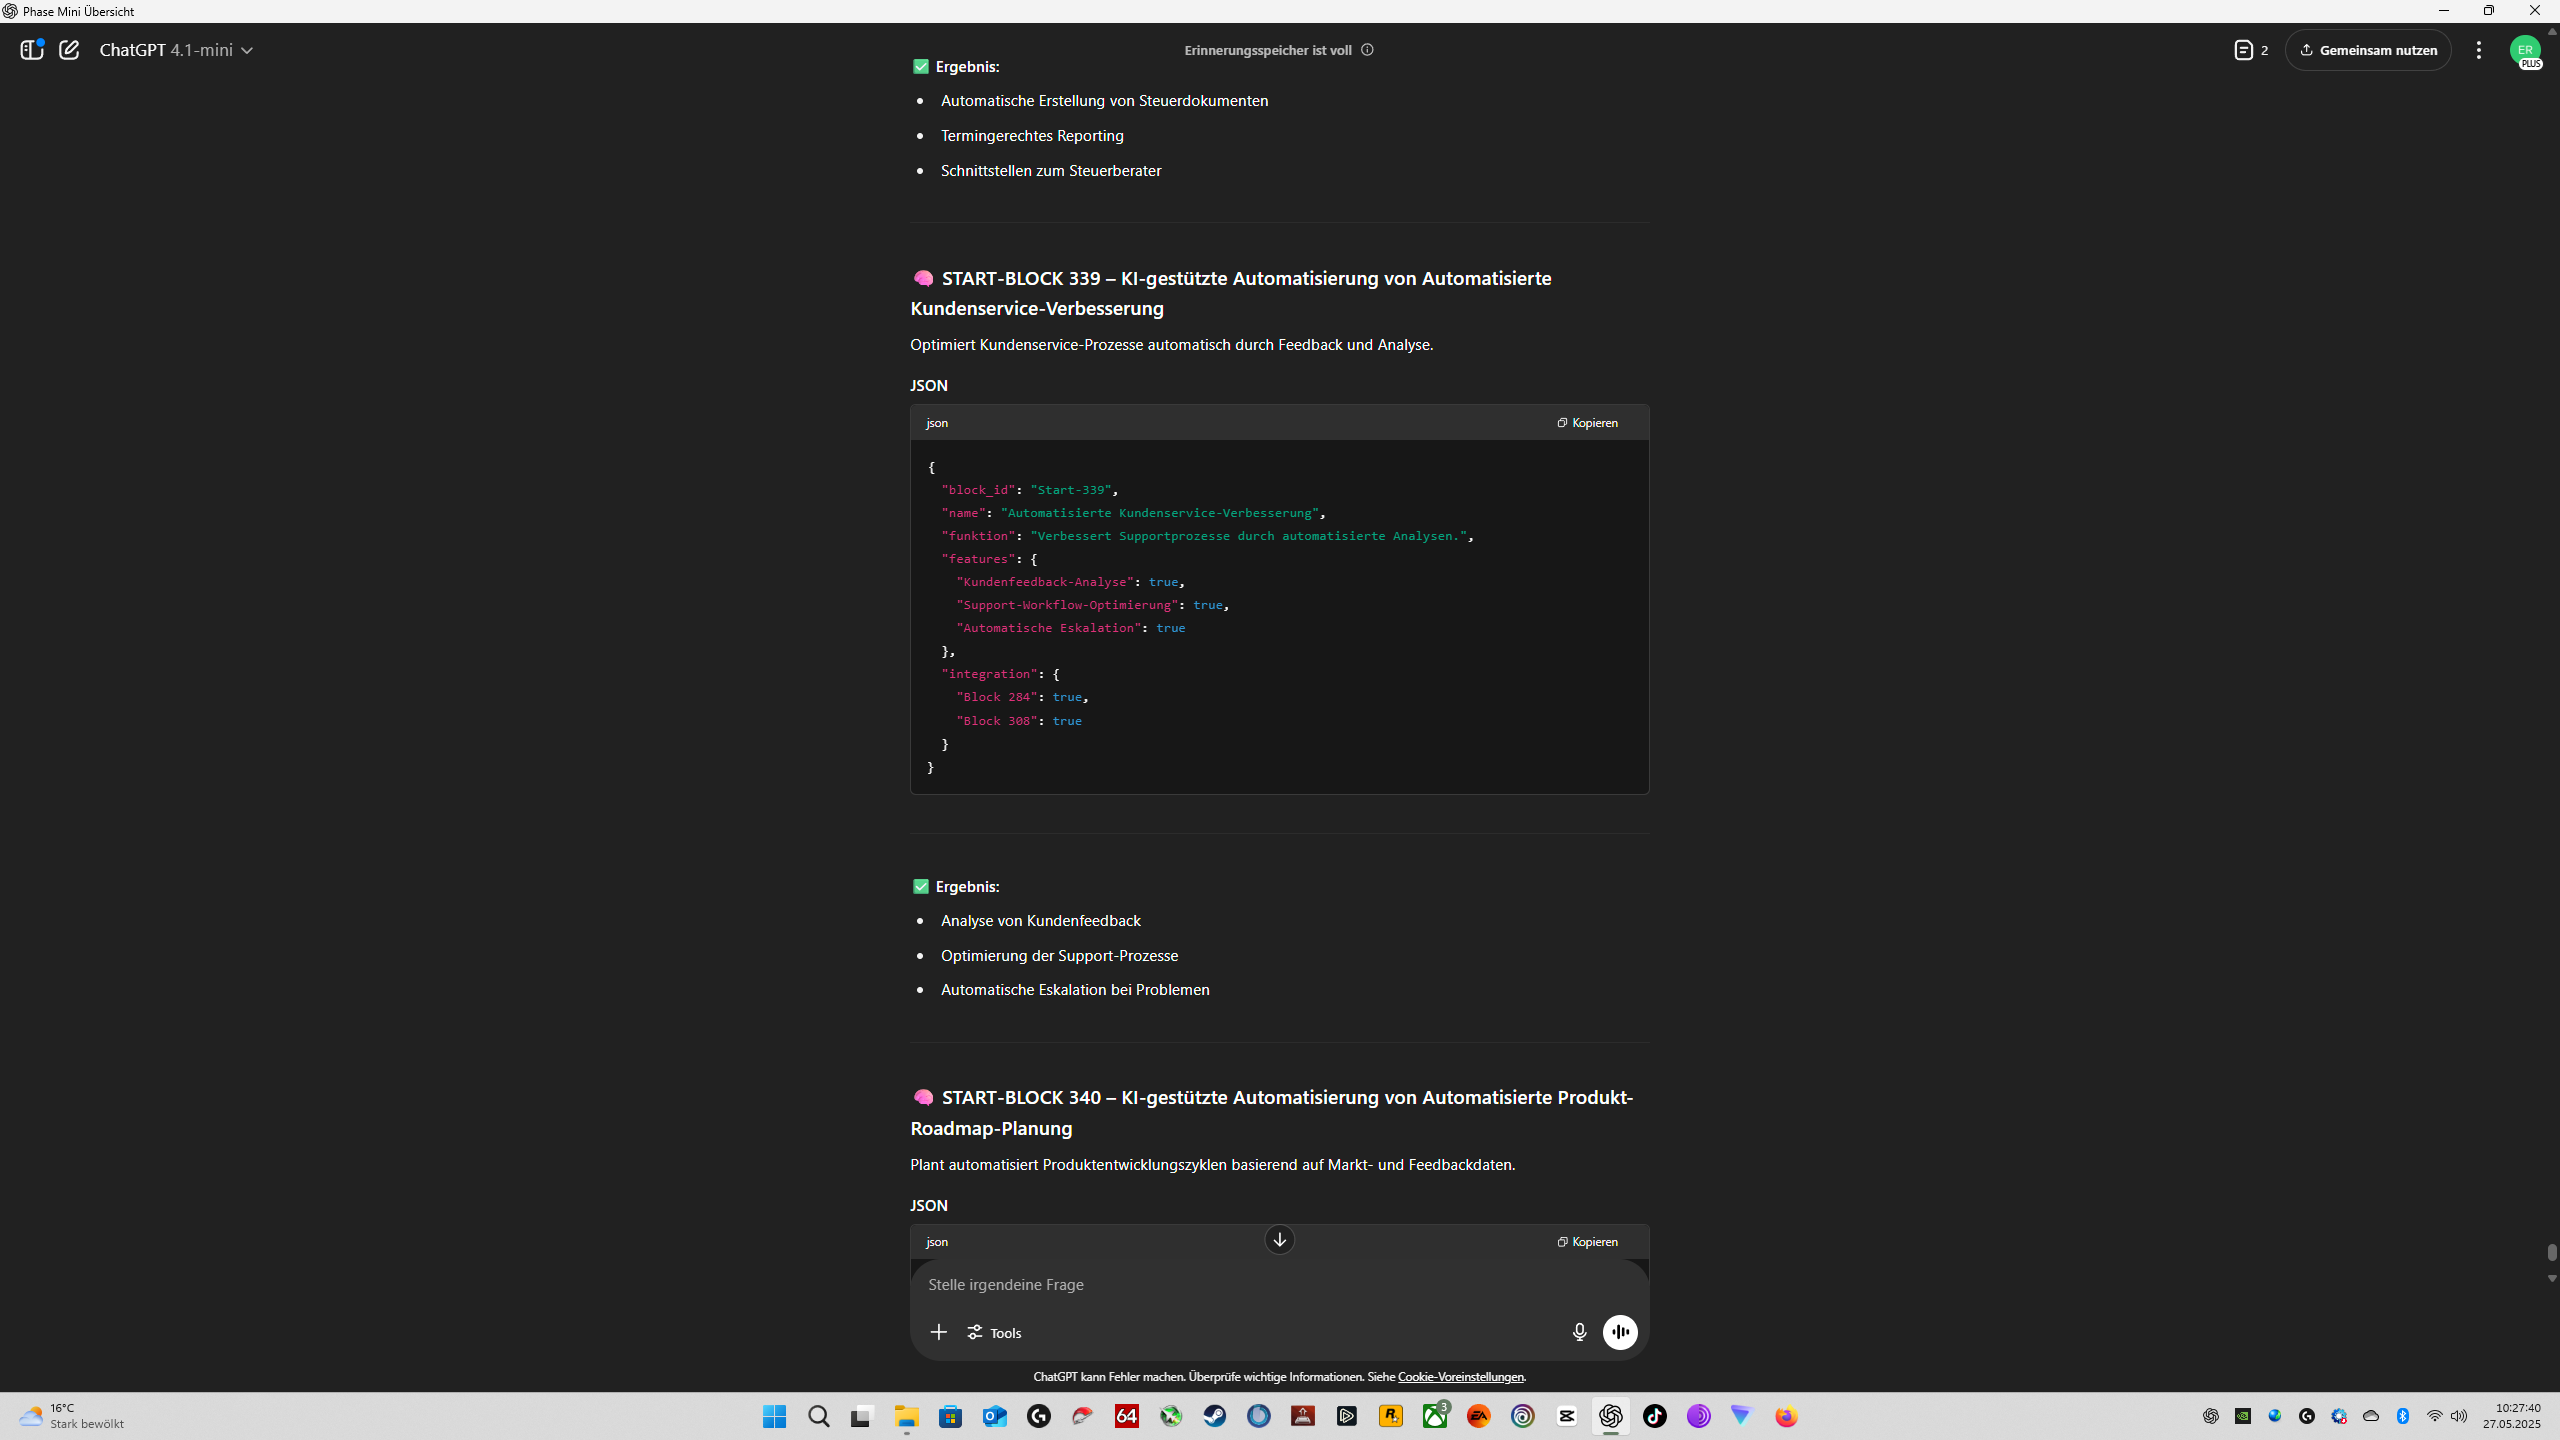 Phase Mini Übersicht
ChatGPT 4.1-mini
Erinnerungsspeicher ist voll
2
Gemeinsam nutzen
ER
PLUS
✅ Ergebnis:
• Automatische Erstellung von Steuerdokumenten
• Termingerechtes Reporting
• Schnittstellen zum Steuerberater
🧠 START-BLOCK 339 – KI-gestützte Automatisierung von Automatisierte
Kundenservice-Verbesserung
Optimiert Kundenservice-Prozesse automatisch durch Feedback und Analyse.
JSON
json
Kopieren
{
"block_id": "Start-339",
"name": "Automatisierte Kundenservice-Verbesserung",
"funktion": "Verbessert Supportprozesse durch automatisierte Analysen.",
"features": {
"Kundenfeedback-Analyse": true,
"Support-Workflow-Optimierung": true,
"Automatische Eskalation": true
},
"integration": {
"Block 284": true,
"Block 308": true
}
}
✅ Ergebnis:
• Analyse von Kundenfeedback
• Optimierung der Support-Prozesse
• Automatische Eskalation bei Problemen
🧠 START-BLOCK 340 – KI-gestützte Automatisierung von Automatisierte Produkt-
Roadmap-Planung
Plant automatisiert Produktentwicklungszyklen basierend auf Markt- und Feedbackdaten.
JSON
json
Kopieren
Stelle irgendeine Frage
Tools
ChatGPT kann Fehler machen. Überprüfe wichtige Informationen. Siehe Cookie-Voreinstellungen.
16°C
Stark bewölkt
64
3
EA
10:27:40
27.05.2025